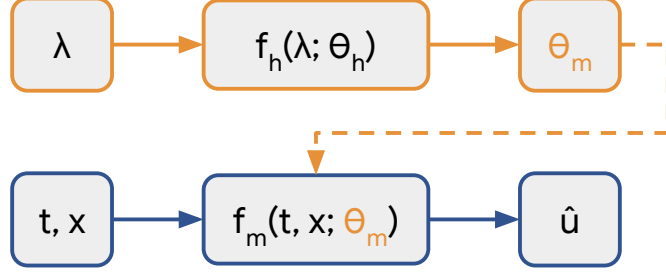 λ
f_h(λ; θ_h)
θ_m
t, x
f_m(t, x; θ_m)
û